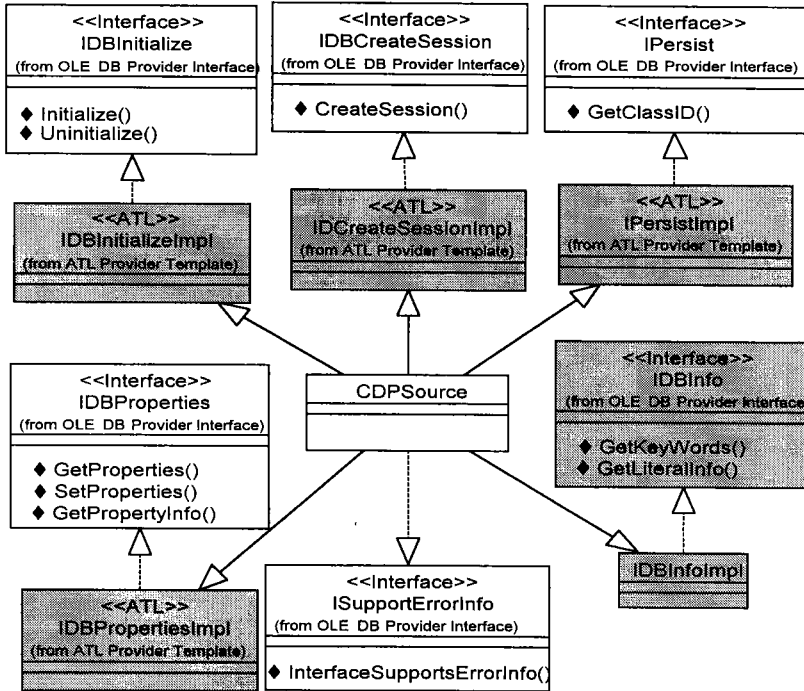 <<Interface>>
IDBInitialize
(from OLE DB Provider Interface)
Initialize()
Uninitialize()
<<Interface>>
IDBCreateSession
(from OLE DB Provider Interface)
CreateSession()
<<Interface>>
IPersist
(from OLE DB Provider Interface)
GetClassID()
<<ATL>>
IDBInitializeImpl
(from ATL Provider Template)
<<ATL>>
IDCreateSessionImpl
(from ATL Provider Template)
<<ATL>>
IPersistImpl
(from ATL Provider Template)
<<Interface>>
IDBProperties
(from OLE DB Provider Interface)
GetProperties()
SetProperties()
GetPropertyInfo()
CDPSource
<<Interface>>
IDBInfo
(from OLE DB Provider Interface)
GetKeyWords()
GetLiteralInfo()
<<ATL>>
IDBPropertiesImpl
(from ATL Provider Template)
<<Interface>>
ISupportErrorInfo
(from OLE DB Provider Interface)
InterfaceSupportsErrorInfo()
IDBInfoImpl